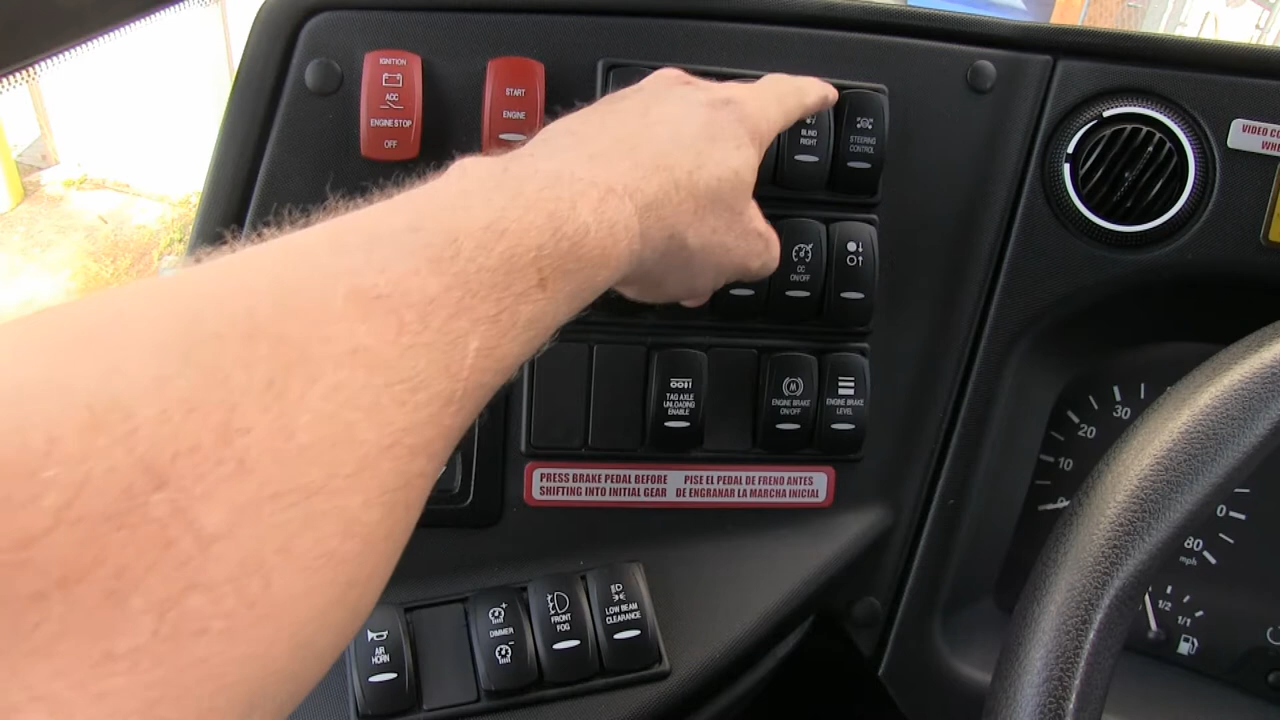 IGNITION
ACC
ENGINE STOP
OFF
START
ENGINE
BLIND
RIGHT
STEERING
CONTROL
VIDEO CO
WHE
CC
ON/OFF
TAG AXLE
UNLOADING
ENABLE
ENGINE BRAKE
ON/OFF
ENGINE BRAKE
LEVEL
PRESS BRAKE PEDAL BEFORE
SHIFTING INTO INITIAL GEAR
PISE EL PEDAL DE FRENO ANTES
DE ENGRANAR LA MARCHA INICIAL
AIR
HORN
DIMMER
FRONT
FOG
LOW BEAM
CLEARANCE
30
20
10
0
0
80
mph
1/2
1/1